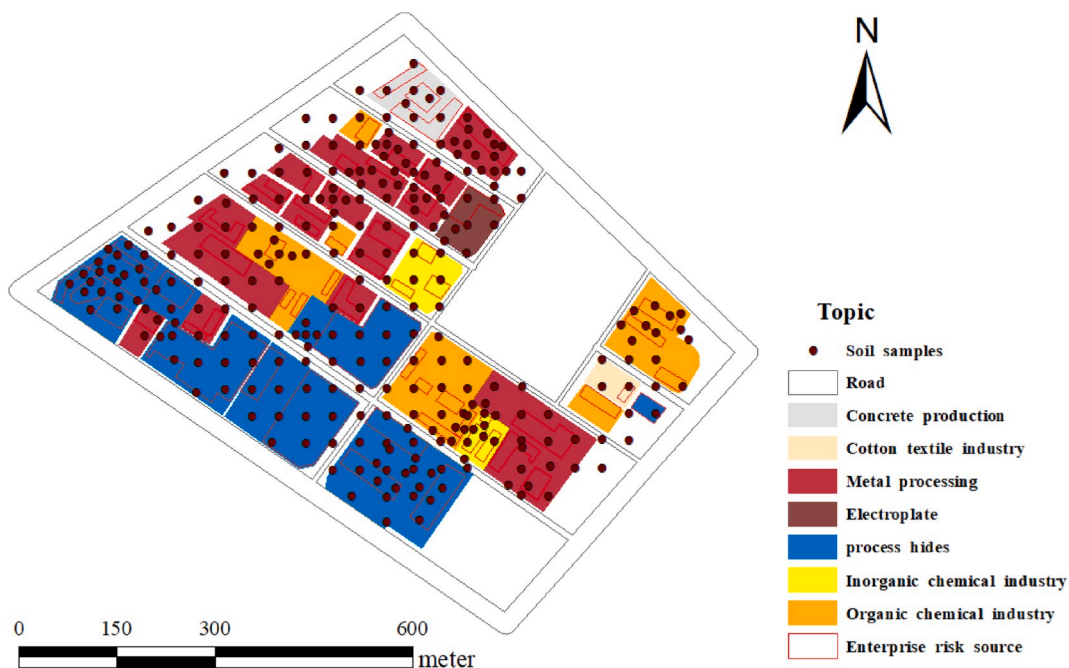 N
Topic
Soil samples
Road
Concrete production
Cotton textile industry
Metal processing
Electroplate
process hides
Inorganic chemical industry
Organic chemical industry
Enterprise risk source
0 150 300 600
meter